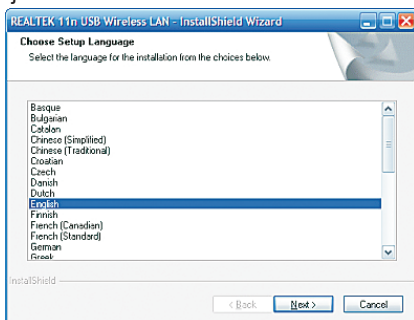 REALTEK 11n USB Wireless LAN - InstallShield Wizard
Choose Setup Language
Select the language for the installation from the choices below.
Basque
Bulgarian
Catalan
Chinese (Simplified)
Chinese (Traditional)
Croatian
Czech
Danish
Dutch
English
Finnish
French (Canadian)
French (Standard)
German
Greek
InstallShield
< Back
Next >
Cancel